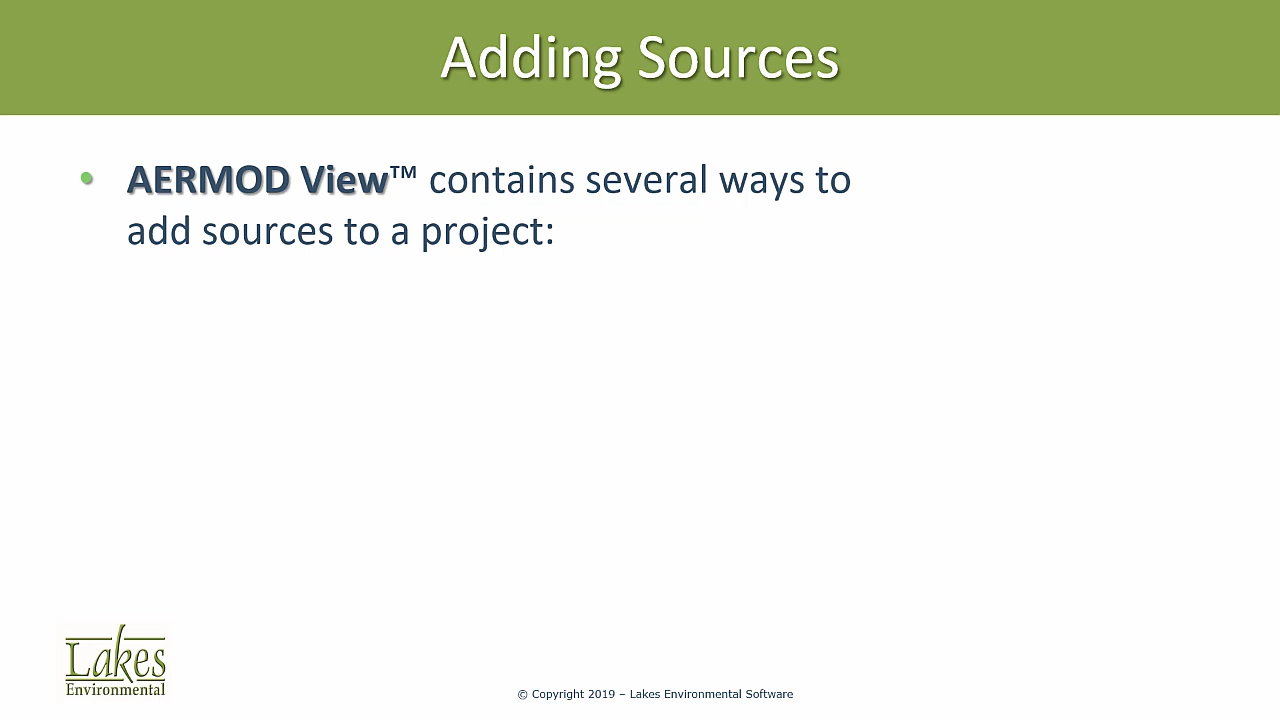 Adding Sources
• AERMOD View™ contains several ways to
add sources to a project:
Lakes
Environmental
© Copyright 2019 – Lakes Environmental Software